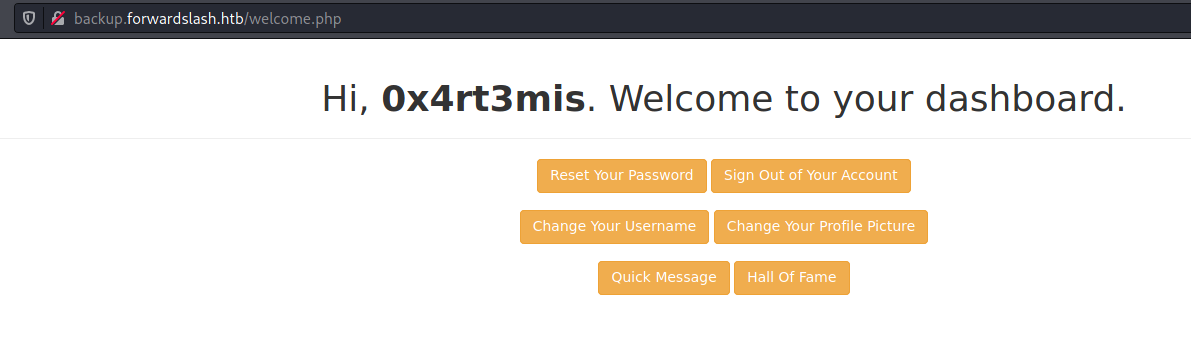 backup.forwardslash.htb/welcome.php
Hi, 0x4rt3mis. Welcome to your dashboard.
Reset Your Password Sign Out of Your Account
Change Your Username Change Your Profile Picture
Quick Message Hall Of Fame